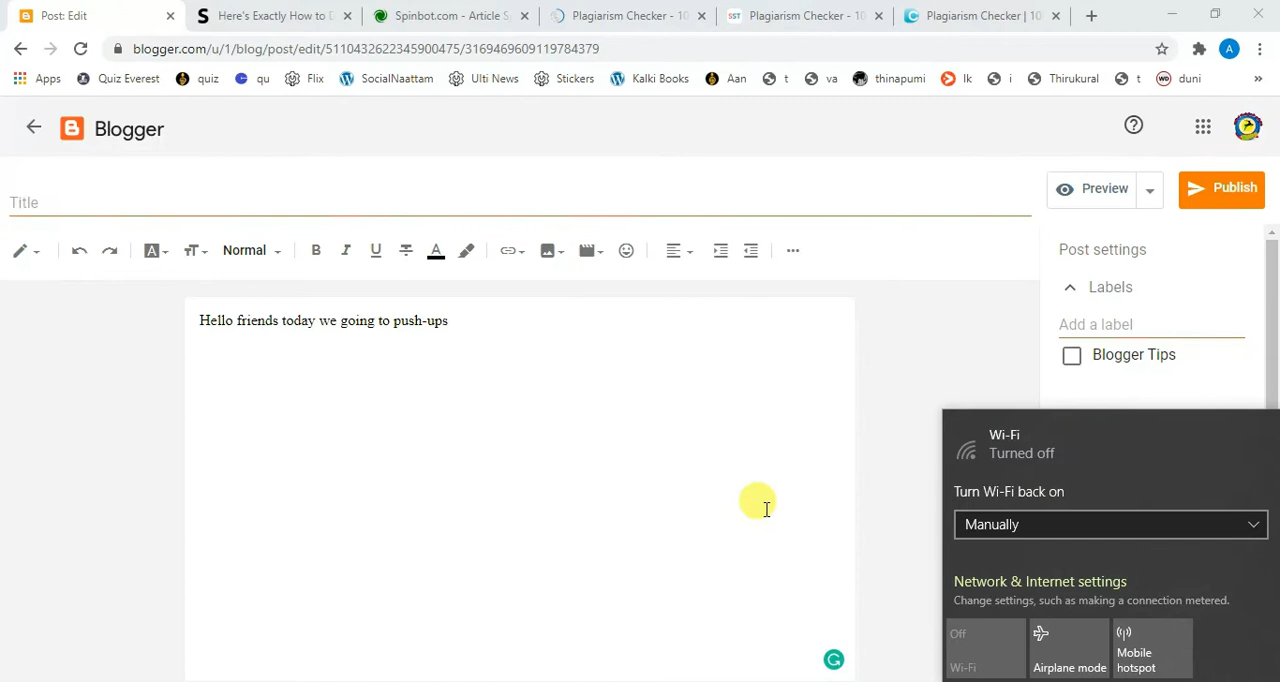 Post: Edit
Here's Exactly How to D
Spinbot.com - Article S
Plagiarism Checker - 10
SST
Plagiarism Checker - 10
Plagiarism Checker | 10
blogger.com/u/1/blog/post/edit/5110432622345900475/3169469609119784379
A
Apps
Quiz Everest
quiz
qu
Flix
SocialNaattam
Ulti News
Stickers
Kalki Books
Aan
t
va
thinapumi
lk
i
Thirukural
t
duni
»
Blogger
Title
Preview
Publish
Normal
B
I
U
A
Post settings
Labels
Add a label
Blogger Tips
Hello friends today we going to push-ups
Wi-Fi
Turned off
Turn Wi-Fi back on
Manually
Network & Internet settings
Change settings, such as making a connection metered.
Off
Wi-Fi
Airplane mode
Mobile
hotspot